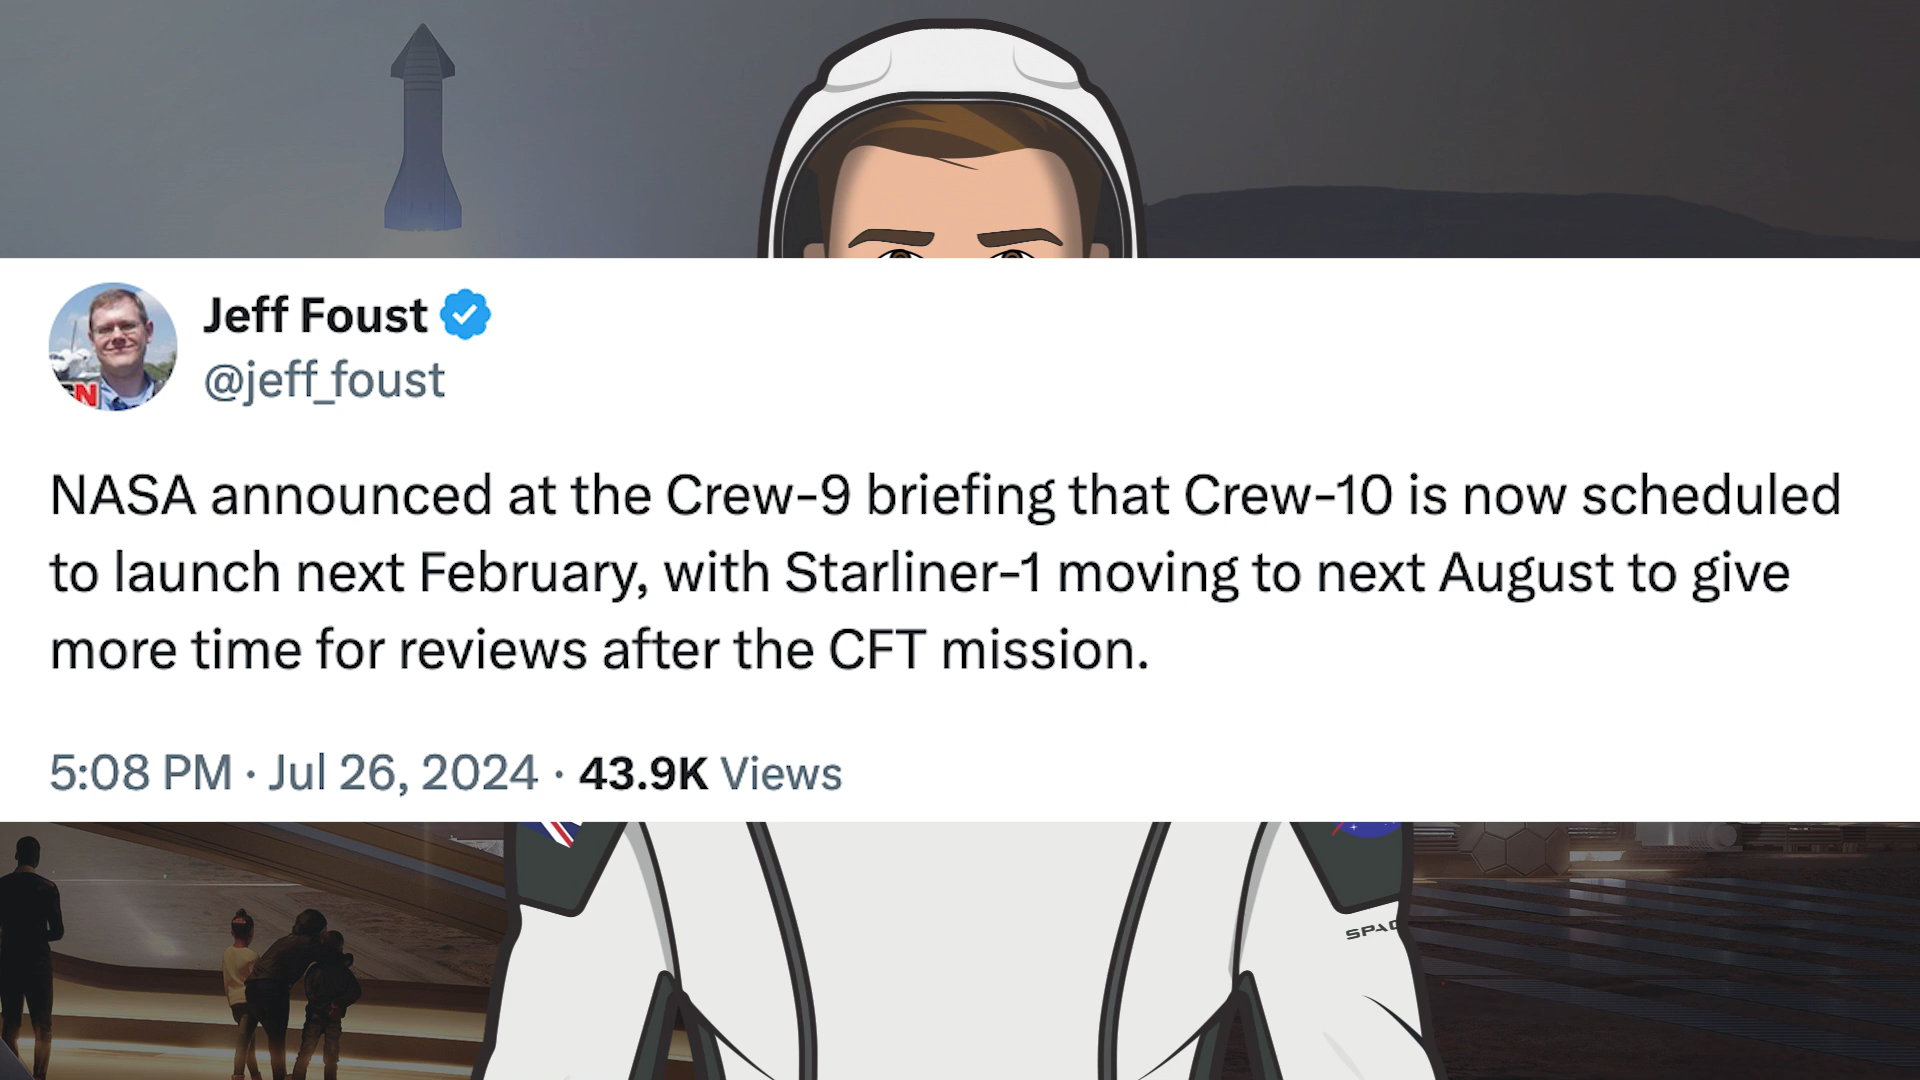 Jeff Foust
@jeff_foust
NASA announced at the Crew-9 briefing that Crew-10 is now scheduled
to launch next February, with Starliner-1 moving to next August to give
more time for reviews after the CFT mission.
5:08 PM · Jul 26, 2024 · 43.9K Views
SPAC